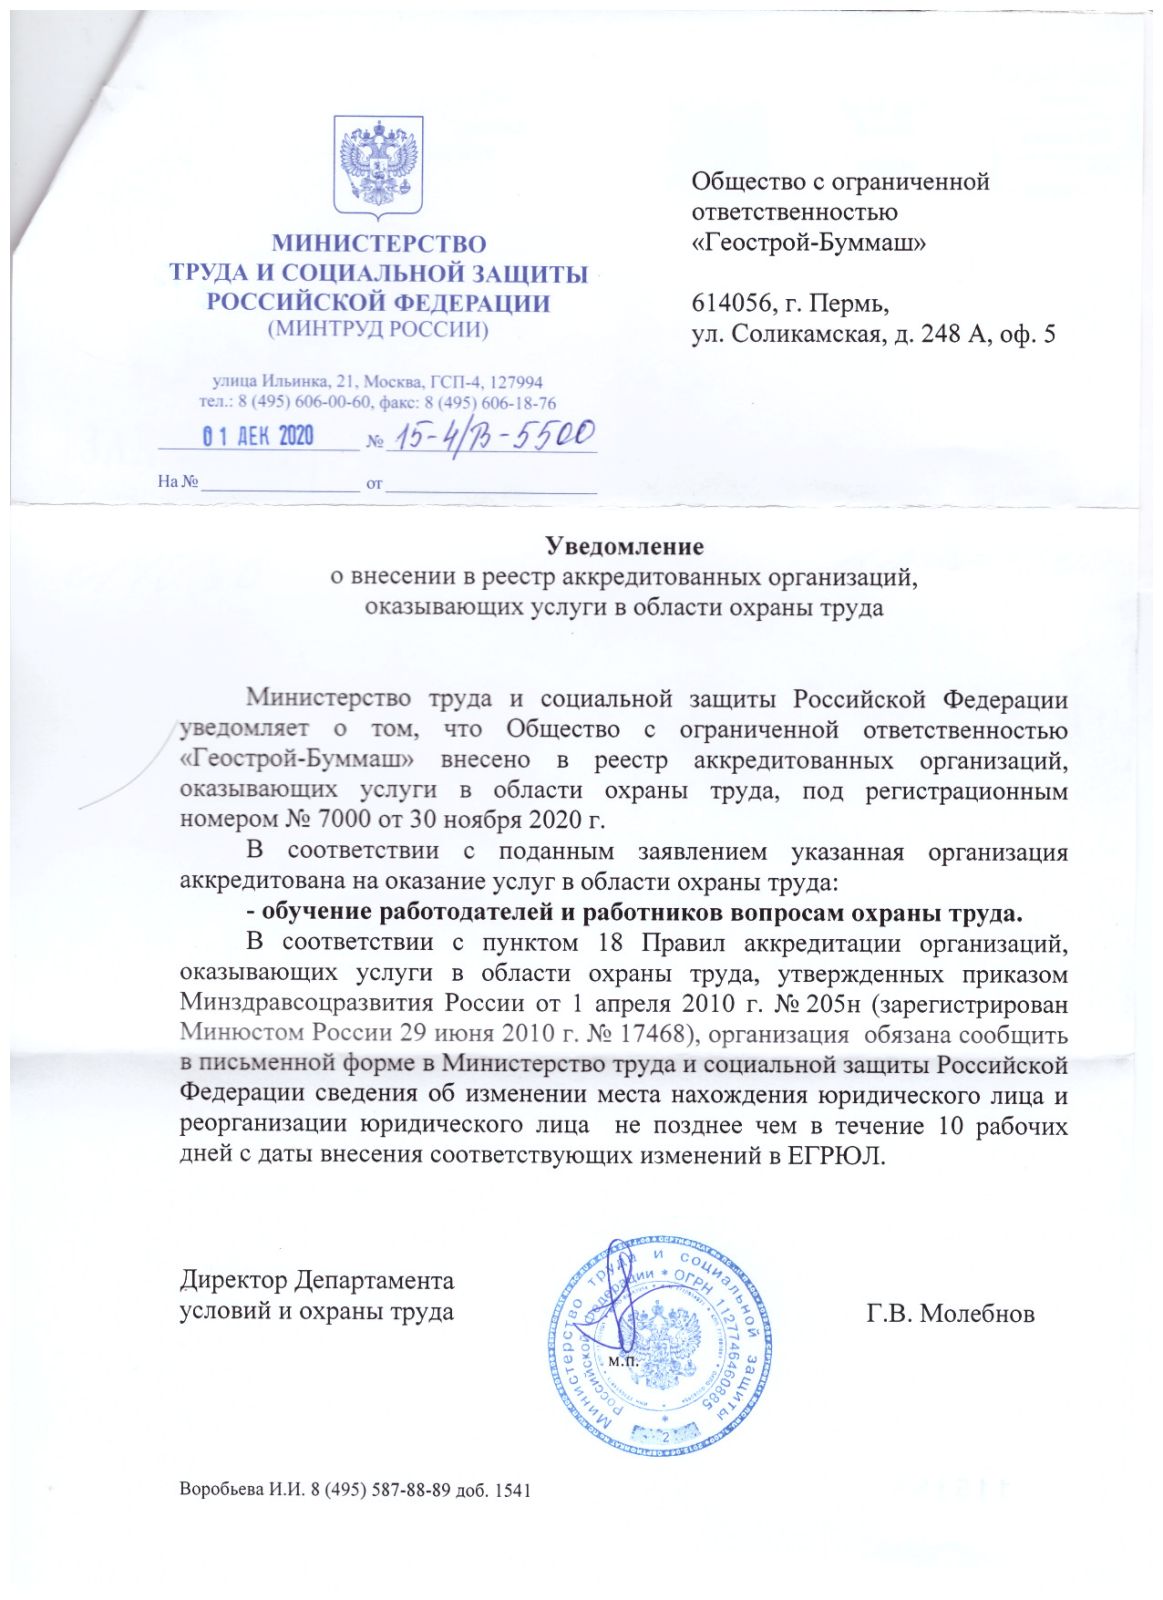 МИНИСТЕРСТВО
ТРУДА И СОЦИАЛЬНОЙ ЗАЩИТЫ
РОССИЙСКОЙ ФЕДЕРАЦИИ
(МИНТРУД РОССИИ)
улица Ильинка, 21, Москва, ГСП-4, 127994
тел.: 8 (495) 606-00-60, факс: 8 (495) 606-18-76
01 ДЕК 2020 № 15-4/В-5500
На № от
Общество с ограниченной
ответственностью
«Геострой-Буммаш»
614056, г. Пермь,
ул. Соликамская, д. 248 А, оф. 5
Уведомление
о внесении в реестр аккредитованных организаций,
оказывающих услуги в области охраны труда
Министерство труда и социальной защиты Российской Федерации
уведомляет о том, что Общество с ограниченной ответственностью
«Геострой-Буммаш» внесено в реестр аккредитованных организаций,
оказывающих услуги в области охраны труда, под регистрационным
номером № 7000 от 30 ноября 2020 г.
В соответствии с поданным заявлением указанная организация
аккредитована на оказание услуг в области охраны труда:
- обучение работодателей и работников вопросам охраны труда.
В соответствии с пунктом 18 Правил аккредитации организаций,
оказывающих услуги в области охраны труда, утвержденных приказом
Минздравсоцразвития России от 1 апреля 2010 г. № 205н (зарегистрирован
Минюстом России 29 июня 2010 г. № 17468), организация обязана сообщить
в письменной форме в Министерство труда и социальной защиты Российской
Федерации сведения об изменении места нахождения юридического лица и
реорганизации юридического лица не позднее чем в течение 10 рабочих
дней с даты внесения соответствующих изменений в ЕГРЮЛ.
Директор Департамента
условий и охраны труда
Г.В. Молебнов
Министерство труда и социальной защиты
Российской Федерации * ОГРН 1127746460885
м.п.
* 2
Воробьева И.И. 8 (495) 587-88-89 доб. 1541